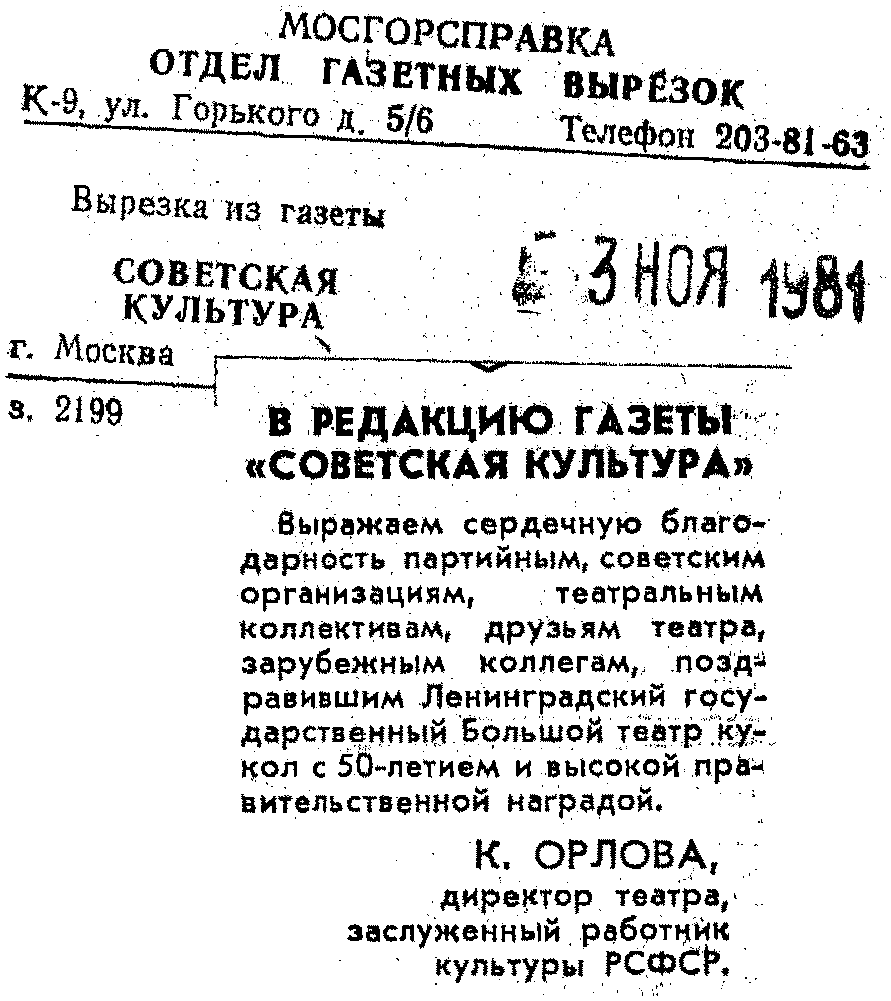 МОСГОРСПРАВКА
ОТДЕЛ ГАЗЕТНЫХ ВЫРЕЗОК
К-9, ул. Горького д. 5/6 Телефон 203-81-63
Вырезка из газеты
СОВЕТСКАЯ
КУЛЬТУРА
3 НОЯ 1981
г. Москва
з. 2199
В РЕДАКЦИЮ ГАЗЕТЫ
«СОВЕТСКАЯ КУЛЬТУРА»
Выражаем сердечную благо-
дарность партийным, советским
организациям, театральным
коллективам, друзьям театра,
зарубежным коллегам, позд-
равившим Ленинградский госу-
дарственный Большой театр ку-
кол с 50-летием и высокой пра-
вительственной наградой.
К. ОРЛОВА,
директор театра,
заслуженный работник
культуры РСФСР.